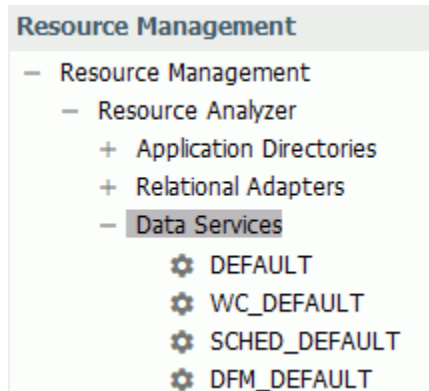 Resource Management
Resource Management
Resource Analyzer
Application Directories
Relational Adapters
Data Services
DEFAULT
WC_DEFAULT
SCHED_DEFAULT
DFM_DEFAULT